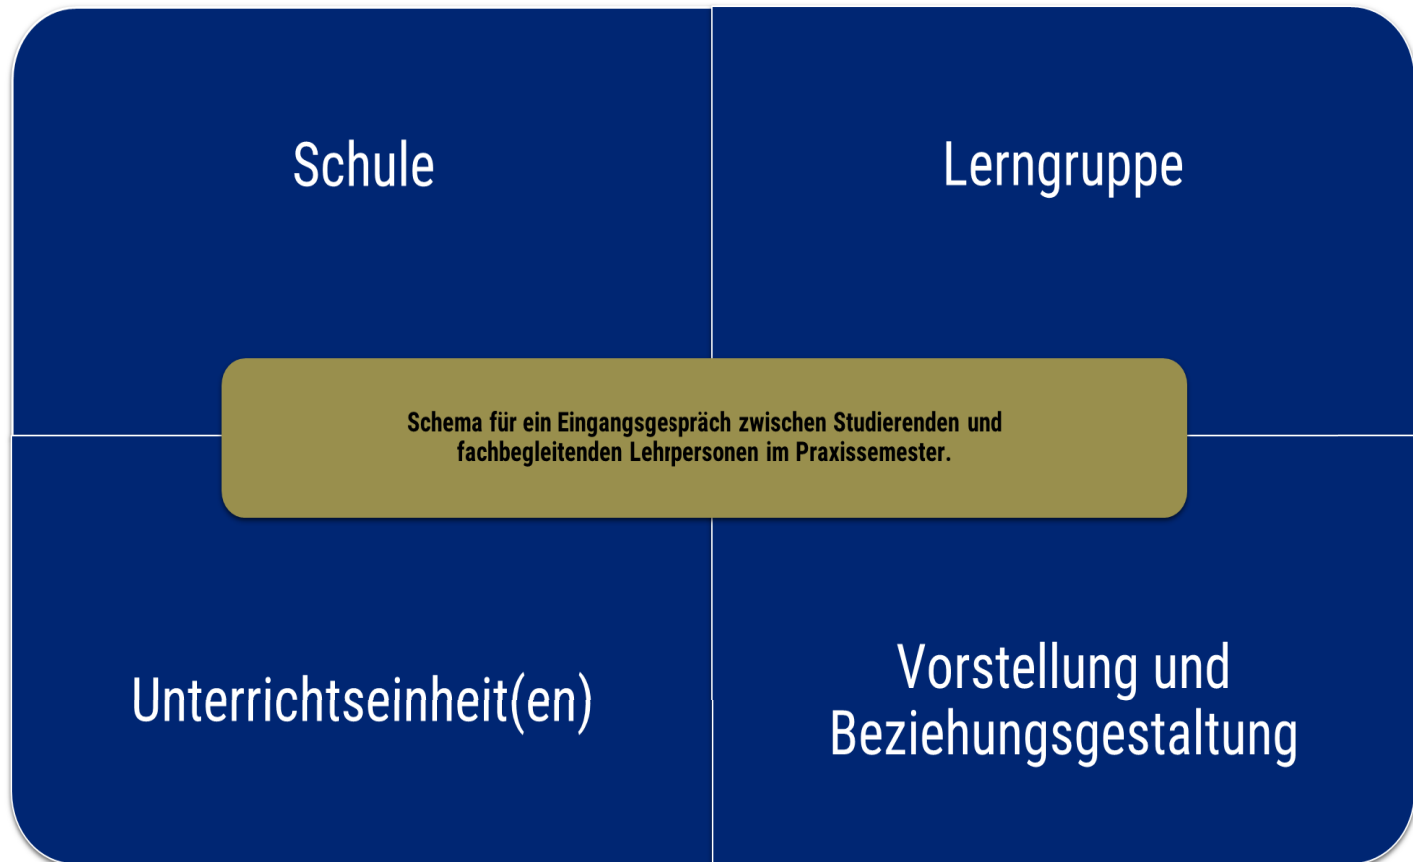 Schule
Lerngruppe
Schema für ein Eingangsgespräch zwischen Studierenden und
fachbegleitenden Lehrpersonen im Praxissemester.
Unterrichtseinheit(en)
Vorstellung und
Beziehungsgestaltung